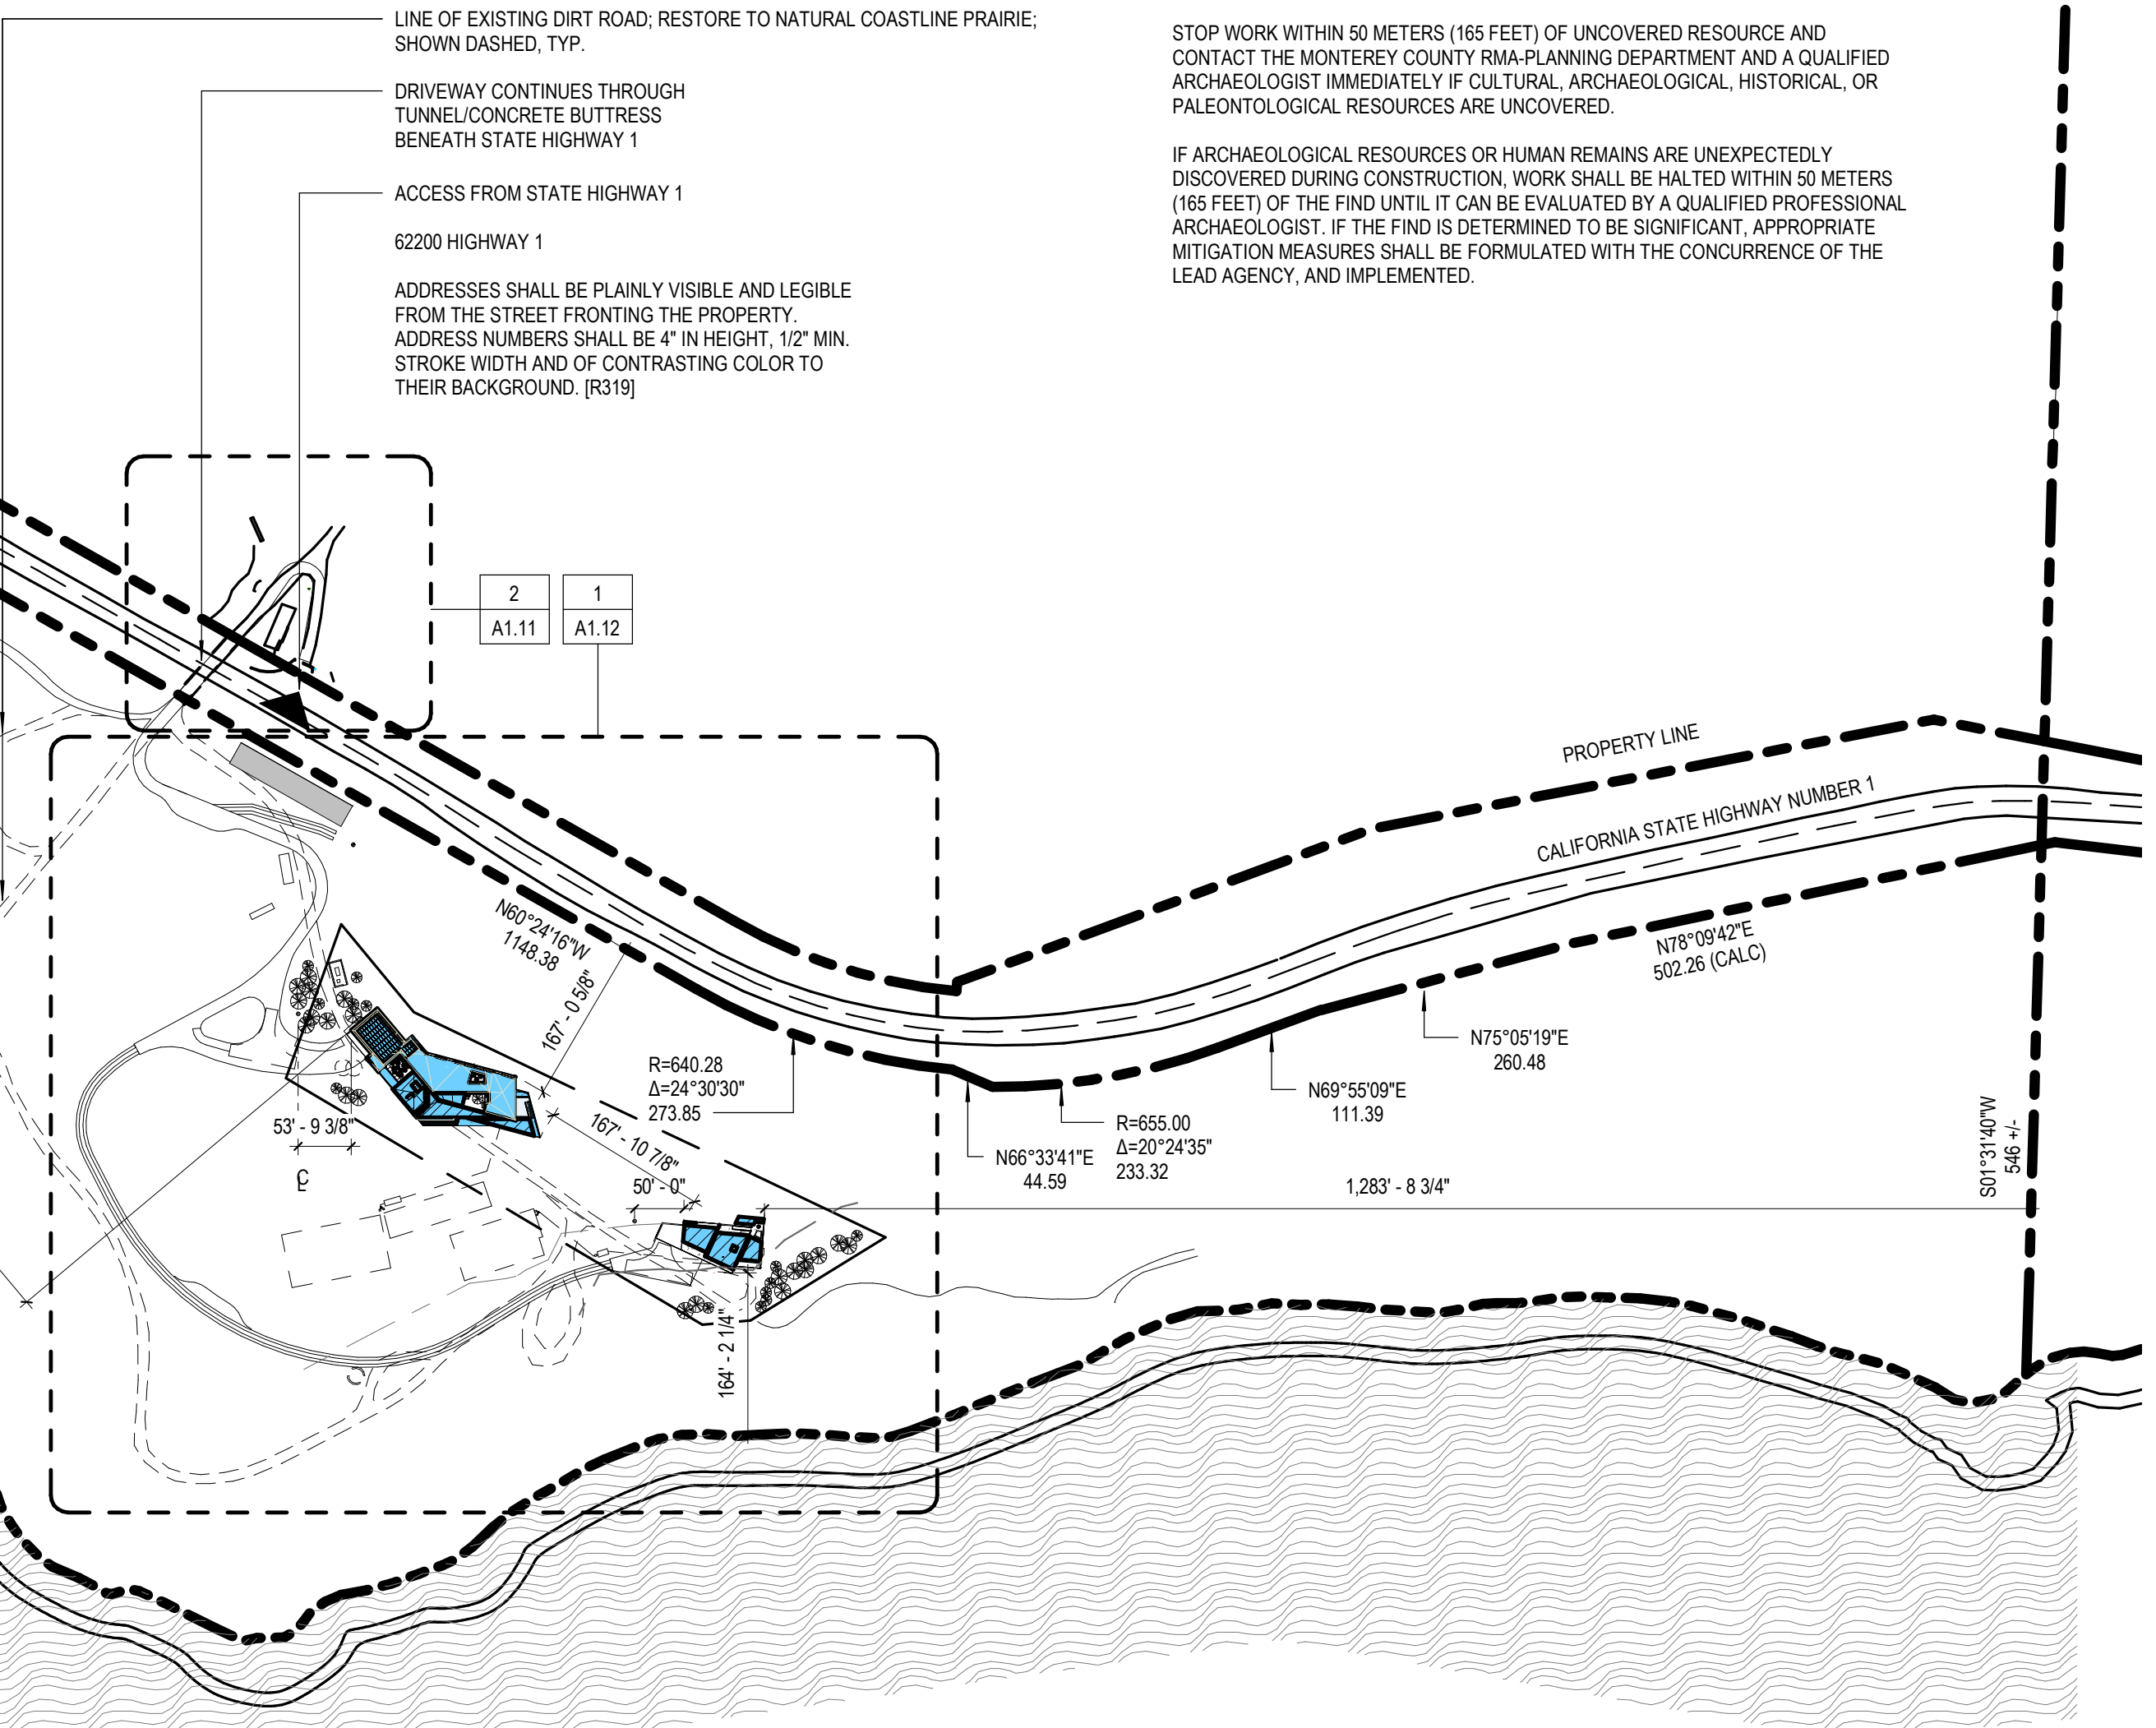 LINE OF EXISTING DIRT ROAD; RESTORE TO NATURAL COASTLINE PRAIRIE;
SHOWN DASHED, TYP.
DRIVEWAY CONTINUES THROUGH
TUNNEL/CONCRETE BUTTRESS
BENEATH STATE HIGHWAY 1
ACCESS FROM STATE HIGHWAY 1
62200 HIGHWAY 1
ADDRESSES SHALL BE PLAINLY VISIBLE AND LEGIBLE
FROM THE STREET FRONTING THE PROPERTY.
ADDRESS NUMBERS SHALL BE 4" IN HEIGHT, 1/2" MIN.
STROKE WIDTH AND OF CONTRASTING COLOR TO
THEIR BACKGROUND. [R319]
STOP WORK WITHIN 50 METERS (165 FEET) OF UNCOVERED RESOURCE AND
CONTACT THE MONTEREY COUNTY RMA-PLANNING DEPARTMENT AND A QUALIFIED
ARCHAEOLOGIST IMMEDIATELY IF CULTURAL, ARCHAEOLOGICAL, HISTORICAL, OR
PALEONTOLOGICAL RESOURCES ARE UNCOVERED.
IF ARCHAEOLOGICAL RESOURCES OR HUMAN REMAINS ARE UNEXPECTEDLY
DISCOVERED DURING CONSTRUCTION, WORK SHALL BE HALTED WITHIN 50 METERS
(165 FEET) OF THE FIND UNTIL IT CAN BE EVALUATED BY A QUALIFIED PROFESSIONAL
ARCHAEOLOGIST. IF THE FIND IS DETERMINED TO BE SIGNIFICANT, APPROPRIATE
MITIGATION MEASURES SHALL BE FORMULATED WITH THE CONCURRENCE OF THE
LEAD AGENCY, AND IMPLEMENTED.
2
A1.11
1
A1.12
PROPERTY LINE
CALIFORNIA STATE HIGHWAY NUMBER 1
N60°24'16"W
1148.38
167' - 0 5/8"
N78°09'42"E
502.26 (CALC)
N75°05'19"E
260.48
R=640.28
Δ=24°30'30"
273.85
N69°55'09"E
111.39
R=655.00
Δ=20°24'35"
233.32
N66°33'41"E
44.59
53' - 9 3/8"
℄
167' - 10 7/8"
50' - 0"
1,283' - 8 3/4"
S01°31'40"W
546 +/-
164' - 2 1/4"